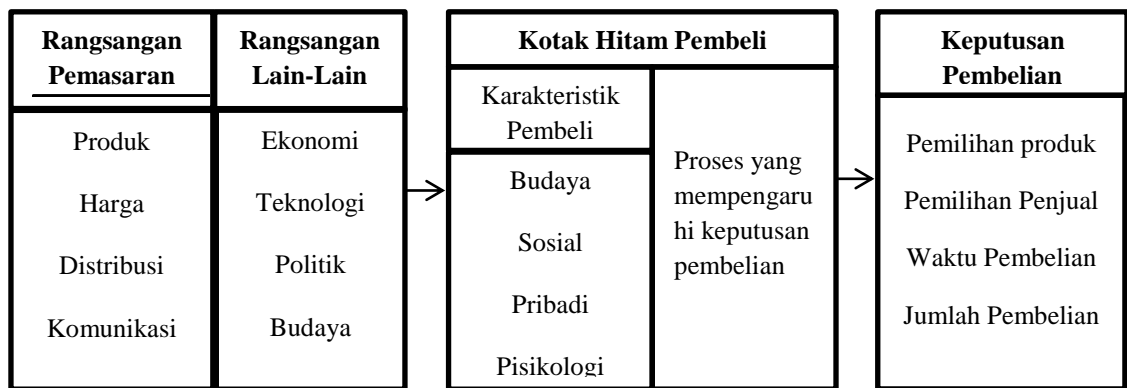 Rangsangan
Pemasaran
Produk
Harga
Distribusi
Komunikasi
Rangsangan
Lain-Lain
Ekonomi
Teknologi
Politik
Budaya
Kotak Hitam Pembeli
Karakteristik
Pembeli
Budaya
Sosial
Pribadi
Pisikologi
Proses yang
mempengaru
hi keputusan
pembelian
Keputusan
Pembelian
Pemilihan produk
Pemilihan Penjual
Waktu Pembelian
Jumlah Pembelian